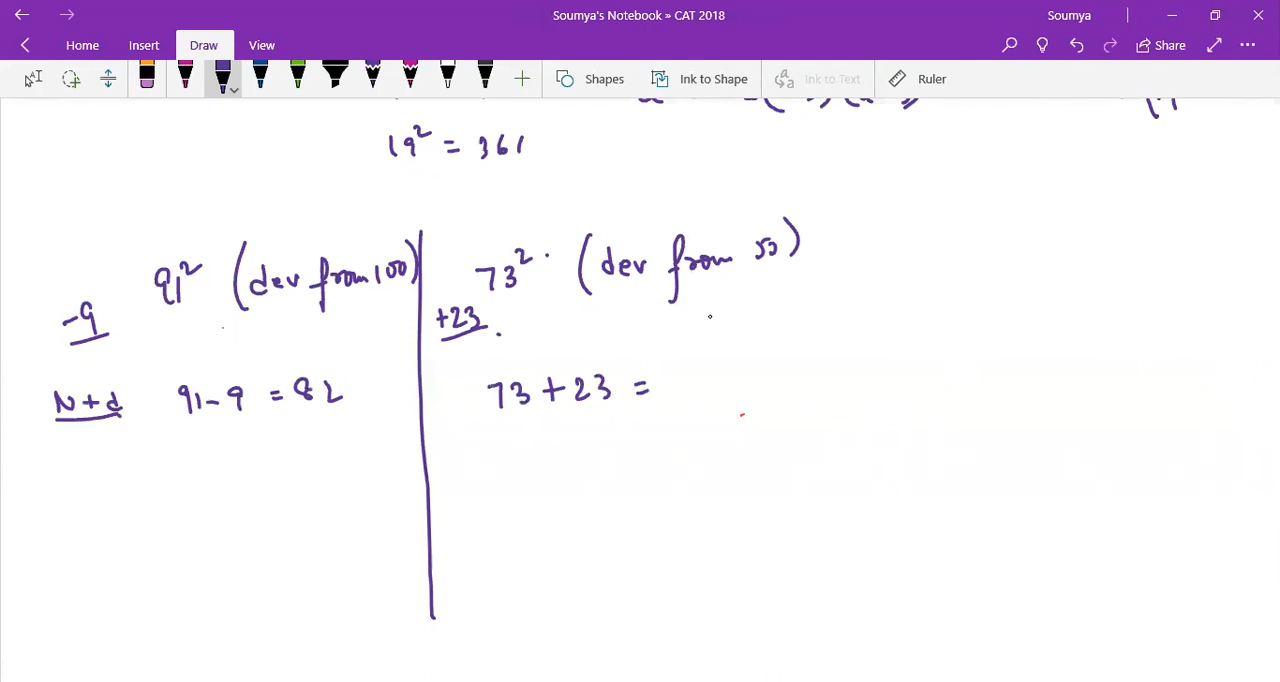 Soumya's Notebook » CAT 2018
Soumya
Home Insert Draw View
Share
Shapes
Ink to Shape
Ink to Text
Ruler
19² = 361
91² (dev from 100)
-9
N+d 91-9 = 82
73² (dev from 50)
+23
73 + 23 =